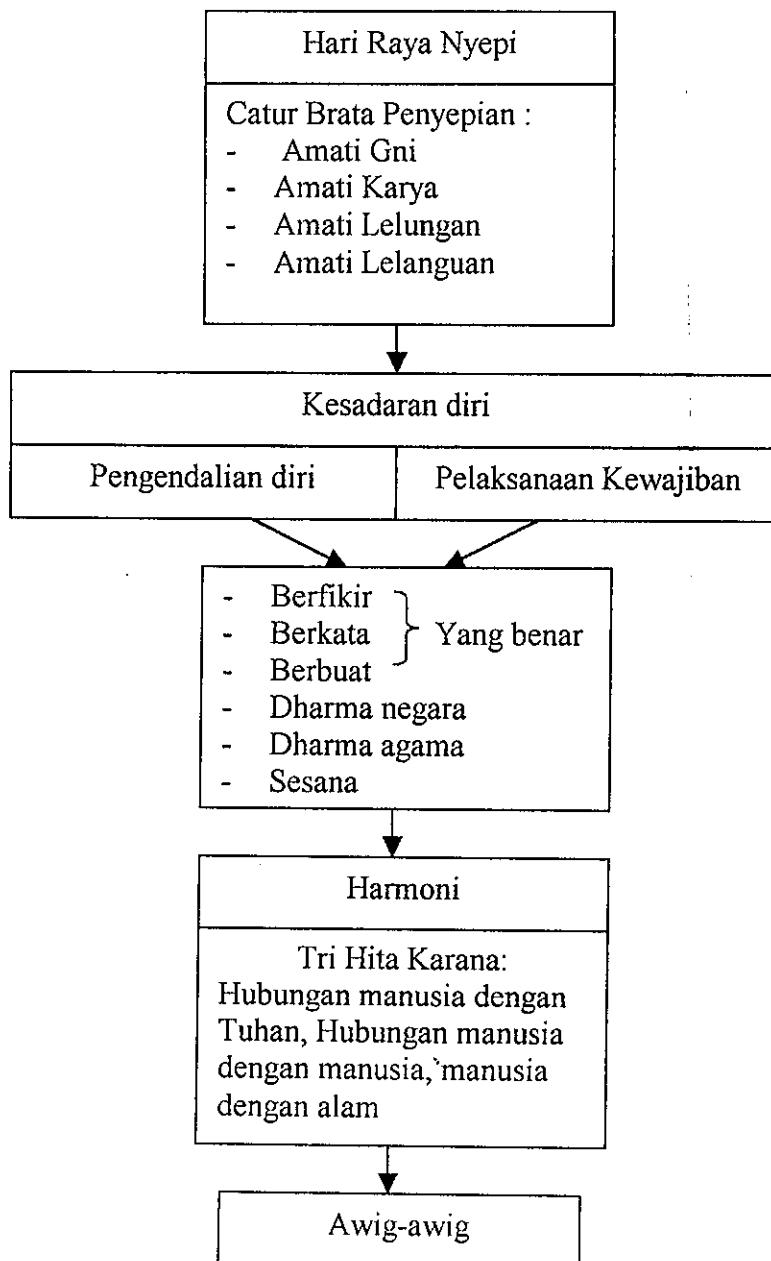 Hari Raya Nyepi
Catur Brata Penyepian :
- Amati Gni
- Amati Karya
- Amati Lelungan
- Amati Lelanguan
Kesadaran diri
Pengendalian diri
Pelaksanaan Kewajiban
- Berfikir
- Berkata
- Berbuat
Yang benar
- Dharma negara
- Dharma agama
- Sesana
Harmoni
Tri Hita Karana:
Hubungan manusia dengan
Tuhan, Hubungan manusia
dengan manusia, manusia
dengan alam
Awig-awig